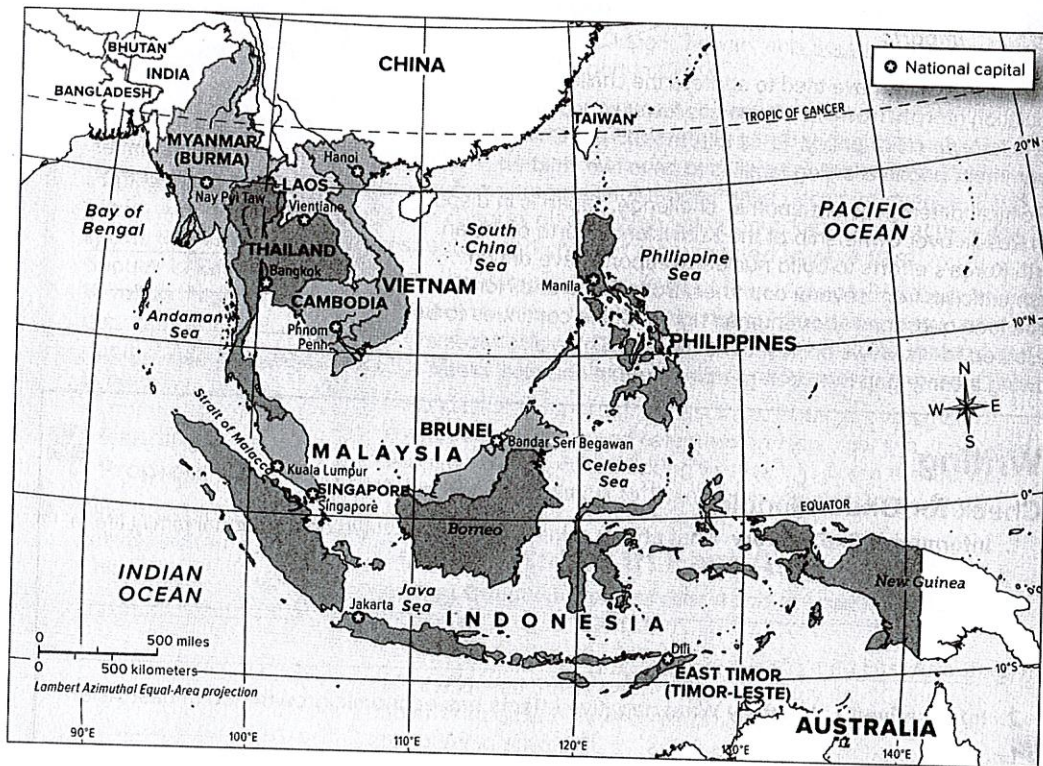 BHUTAN
INDIA
BANGLADESH
CHINA
National capital
TAIWAN
TROPIC OF CANCER
20°N
MYANMAR
(BURMA)
Hanoi
LAOS
Nay Pyi Taw
Vientiane
Bay of
Bengal
THAILAND
Bangkok
South
China
Sea
PACIFIC
OCEAN
Philippine
Sea
Manila
VIETNAM
CAMBODIA
Andaman
Sea
Phnom
Penh
10°N
PHILIPPINES
N
W
E
S
Strait of Malacca
BRUNEI
Bandar Seri Begawan
MALAYSIA
Kuala Lumpur
Celebes
Sea
SINGAPORE
Singapore
0°
EQUATOR
Borneo
New Guinea
INDIAN
OCEAN
Java
Sea
Jakarta
INDONESIA
0
500 miles
0
500 kilometers
Dili
10°S
Lambert Azimuthal Equal-Area projection
EAST TIMOR
(TIMOR-LESTE)
AUSTRALIA
90°E
100°E
110°E
120°E
130°E
140°E